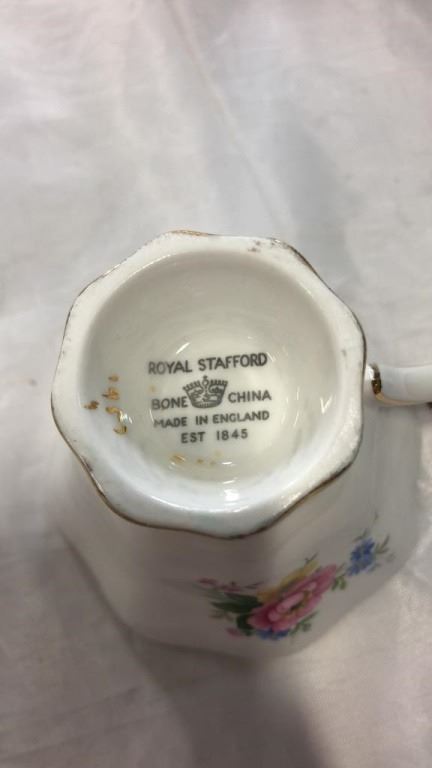 ROYAL STAFFORD
BONE CHINA
MADE IN ENGLAND
EST 1845